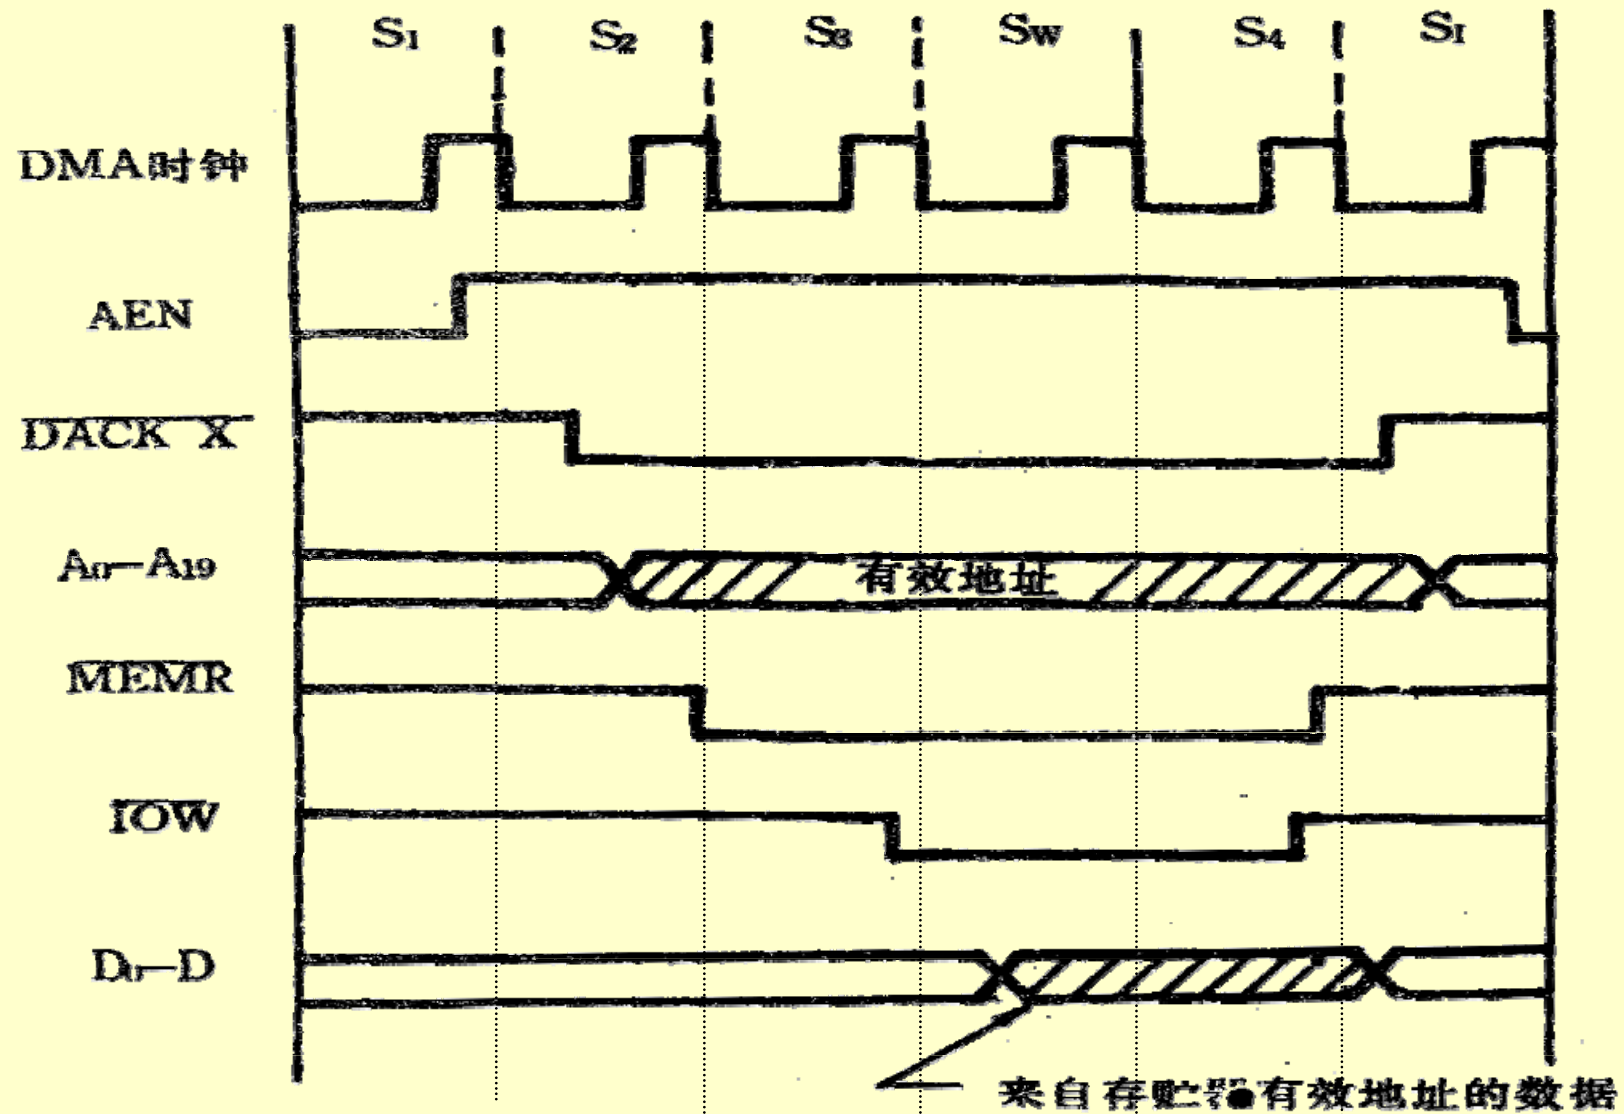 S1 S2 S3 SW S4 SI
DMA时钟
AEN
DACK X
A0—A19
有效地址
MEMR
IOW
D0—D
来自存贮器有效地址的数据